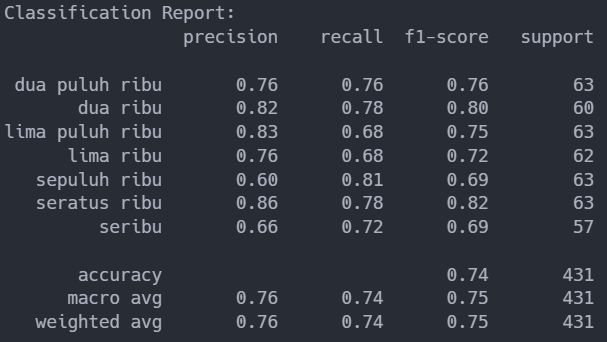 Classification Report:
precision recall f1-score support
dua puluh ribu 0.76 0.76 0.76 63
dua ribu 0.82 0.78 0.80 60
lima puluh ribu 0.83 0.68 0.75 63
lima ribu 0.76 0.68 0.72 62
sepuluh ribu 0.60 0.81 0.69 63
seratus ribu 0.86 0.78 0.82 63
seribu 0.66 0.72 0.69 57
accuracy 0.74 431
macro avg 0.76 0.74 0.75 431
weighted avg 0.76 0.74 0.75 431